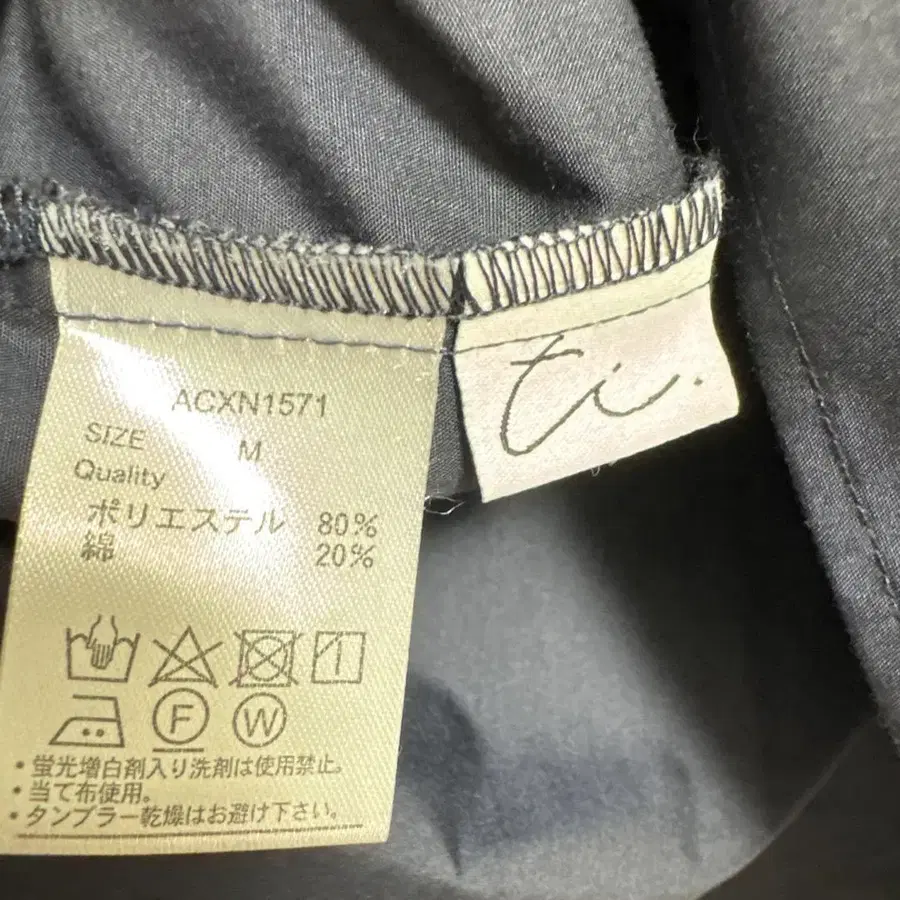 ACXN1571
SIZE M
Quality
ポリエステル 80%
綿 20%
F W
・蛍光増白剤入り洗剤は使用禁止。
・当て布使用。
・タンブラー乾燥はお避け下さい。
ti.